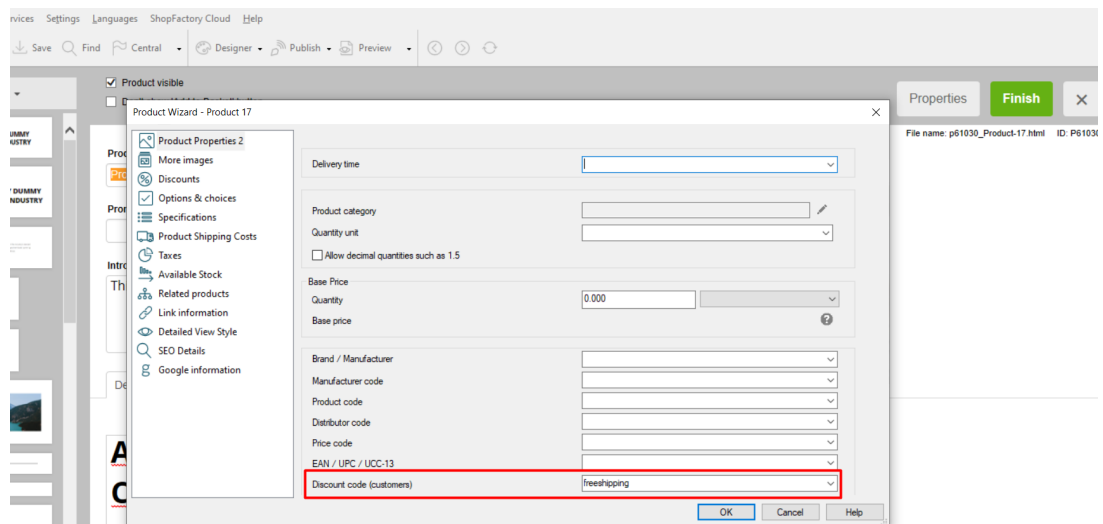 Settings Languages ShopFactory Cloud Help
Save Find Central Designer Publish Preview
Product visible
Properties Finish
Product Wizard - Product 17
File name: p61030_Product-17.html ID: P61030
DUMMY
NDUSTRY
Product Properties 2
More images
Discounts
Options & choices
Specifications
Product Shipping Costs
Taxes
Available Stock
Related products
Link information
Detailed View Style
SEO Details
Google information
Delivery time
Product category
Quantity unit
Allow decimal quantities such as 1.5
Base Price
Quantity 0.000
Base price
Brand / Manufacturer
Manufacturer code
Product code
Distributor code
Price code
EAN / UPC / UCC-13
Discount code (customers) freeshipping
OK Cancel Help